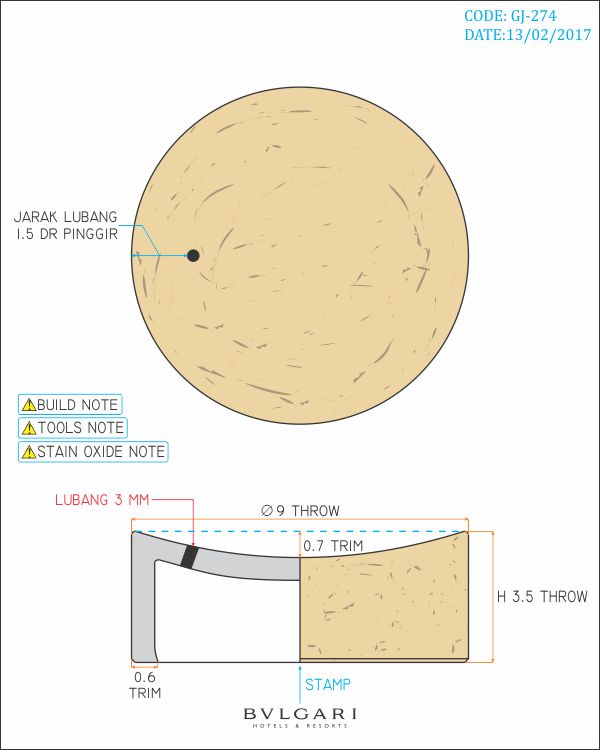 CODE: GJ-274
DATE:13/02/2017
JARAK LUBANG
1.5 DR PINGGIR
BUILD NOTE
TOOLS NOTE
STAIN OXIDE NOTE
LUBANG 3 MM
∅9 THROW
0.7 TRIM
H 3.5 THROW
0.6
TRIM
STAMP
BVLGARI
HOTELS & RESORTS